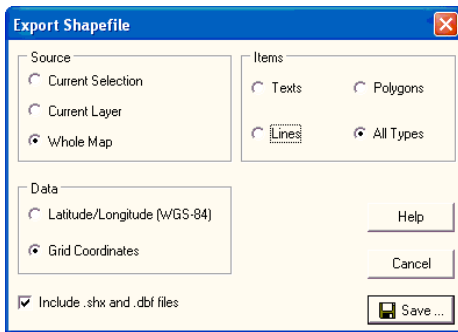 Export Shapefile
Source
Current Selection
Current Layer
Whole Map
Items
Texts
Polygons
Lines
All Types
Data
Latitude/Longitude (WGS-84)
Grid Coordinates
Help
Cancel
Include .shx and .dbf files
Save ...